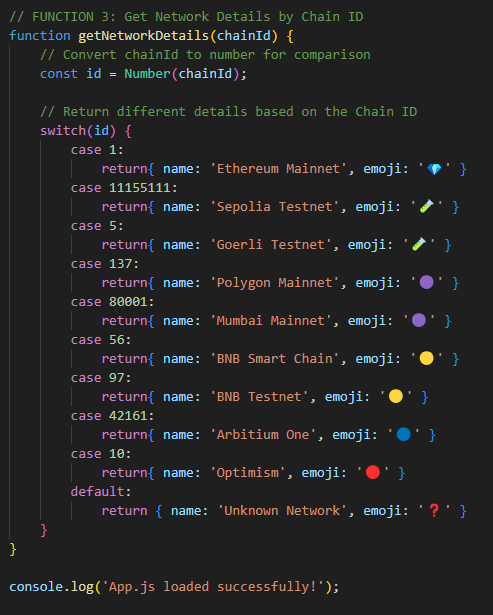 // FUNCTION 3: Get Network Details by Chain ID
function getNetworkDetails(chainId) {
    // Convert chainId to number for comparison
    const id = Number(chainId);

    // Return different details based on the Chain ID
    switch(id) {
        case 1:
            return{ name: 'Ethereum Mainnet', emoji: '💎' }
        case 11155111:
            return{ name: 'Sepolia Testnet', emoji: '🧪' }
        case 5:
            return{ name: 'Goerli Testnet', emoji: '🧪' }
        case 137:
            return{ name: 'Polygon Mainnet', emoji: '🟣' }
        case 80001:
            return{ name: 'Mumbai Mainnet', emoji: '🟣' }
        case 56:
            return{ name: 'BNB Smart Chain', emoji: '🟡' }
        case 97:
            return{ name: 'BNB Testnet', emoji: '🟡' }
        case 42161:
            return{ name: 'Arbitium One', emoji: '🔵' }
        case 10:
            return{ name: 'Optimism', emoji: '🔴' }
        default:
            return { name: 'Unknown Network', emoji: '❓' }
    }
}

console.log('App.js loaded successfully!');